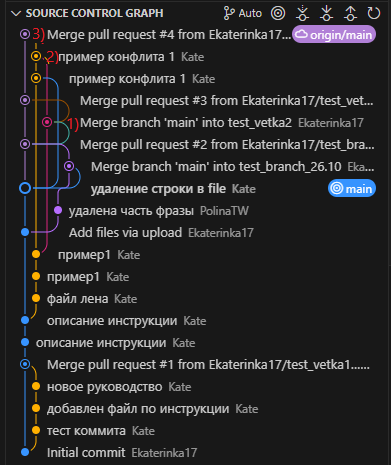 SOURCE CONTROL GRAPH Auto
3) Merge pull request #4 from Ekaterinka17... origin/main
2) пример конфлита 1 Kate
пример конфлита 1 Kate
Merge pull request #3 from Ekaterinka17/test_vet...
1) Merge branch 'main' into test_vetka2 Ekaterinka17
Merge pull request #2 from Ekaterinka17/test_bra...
Merge branch 'main' into test_branch_26.10 Ekaterin...
удаление строки в file Kate main
удалена часть фразы PolinaTW
Add files via upload Ekaterinka17
пример1 Kate
пример1 Kate
файл лена Kate
описание инструкции Kate
описание инструкции Kate
Merge pull request #1 from Ekaterinka17/test_vetka1......
новое руководство Kate
добавлен файл по инструкции Kate
тест коммита Kate
Initial commit Ekaterinka17